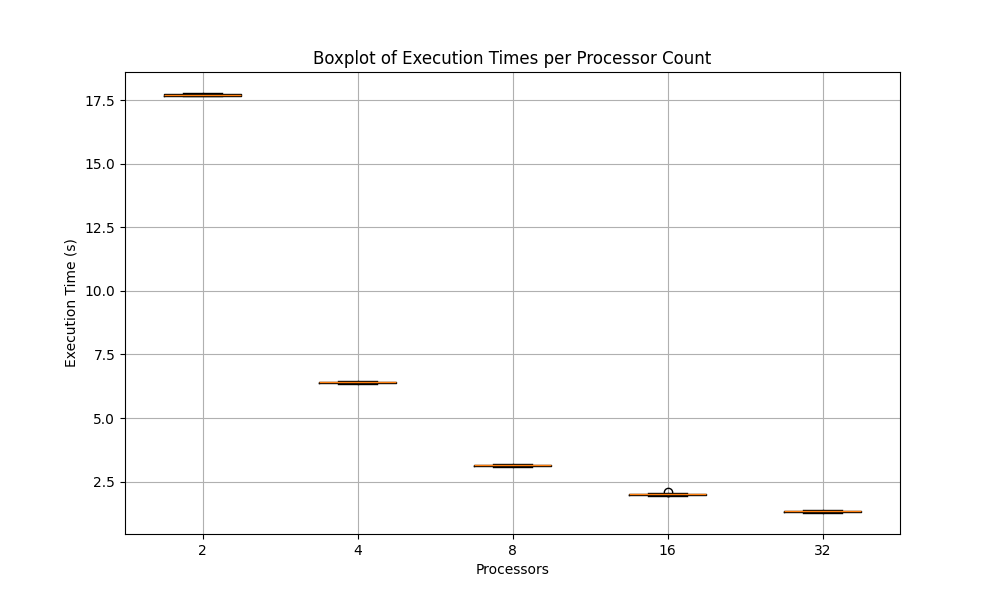 Boxplot of Execution Times per Processor Count
Execution Time (s)
17.5
15.0
12.5
10.0
7.5
5.0
2.5
2 4 8 16 32
Processors